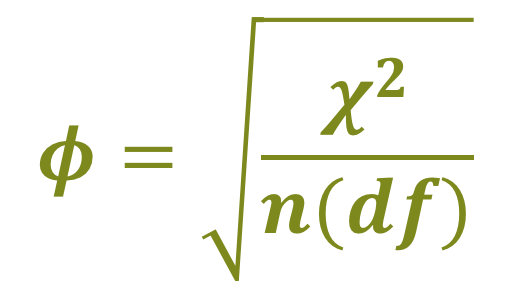 ϕ = √(χ²/n(df))